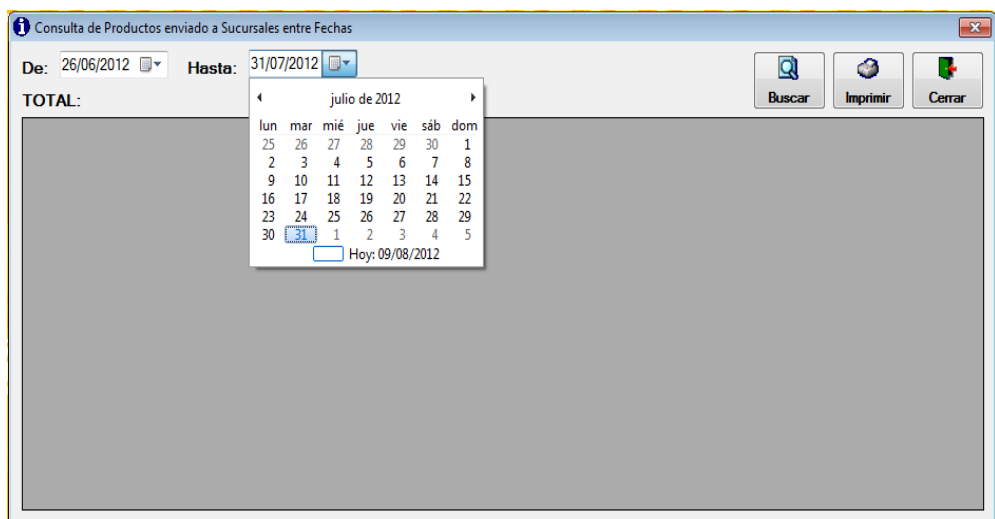 Consulta de Productos enviado a Sucursales entre Fechas
De: 26/06/2012 Hasta: 31/07/2012
Buscar Imprimir Cerrar
TOTAL:
julio de 2012
lun mar mié jue vie sáb dom
25 26 27 28 29 30 1
2 3 4 5 6 7 8
9 10 11 12 13 14 15
16 17 18 19 20 21 22
23 24 25 26 27 28 29
30 31 1 2 3 4 5
Hoy: 09/08/2012